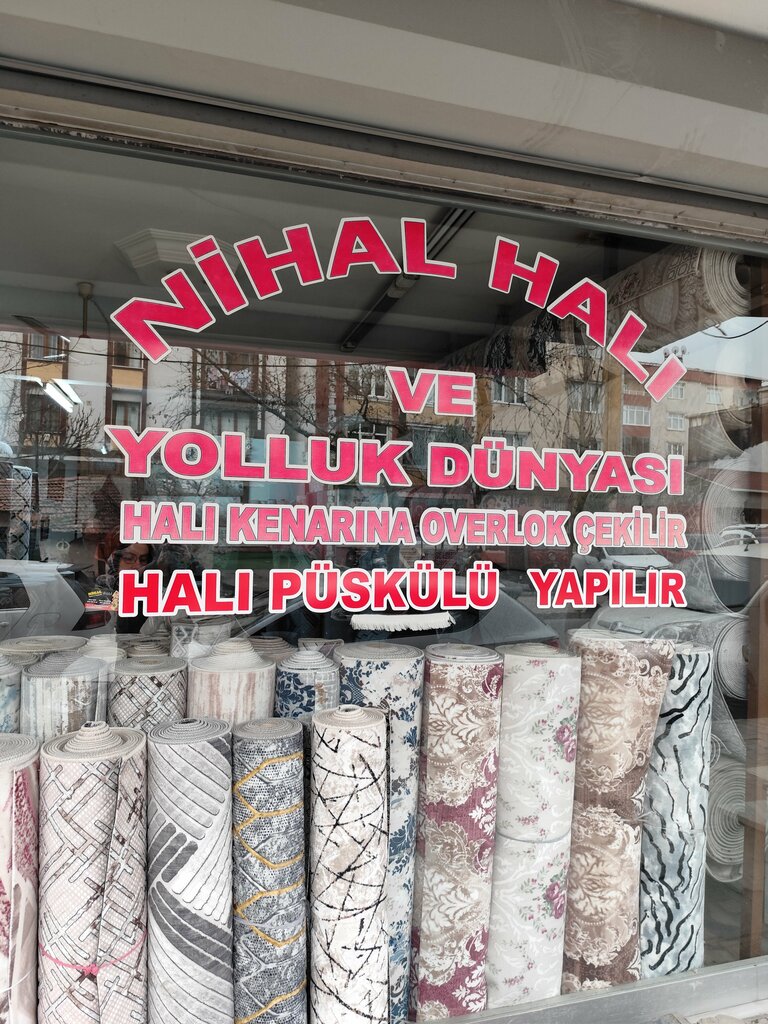 NİHAL HALI
VE
YOLLUK DÜNYASI
HALI KENARINA OVERLOK ÇEKİLİR
HALI PÜSKÜLÜ YAPILIR